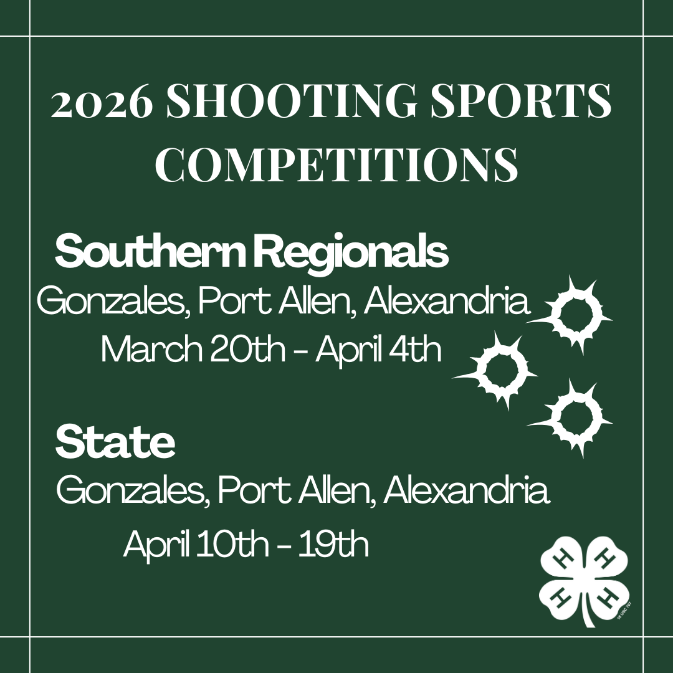 2026 SHOOTING SPORTS
COMPETITIONS
Southern Regionals
Gonzales, Port Allen, Alexandria
March 20th - April 4th
State
Gonzales, Port Allen, Alexandria
April 10th - 19th
H H
H H